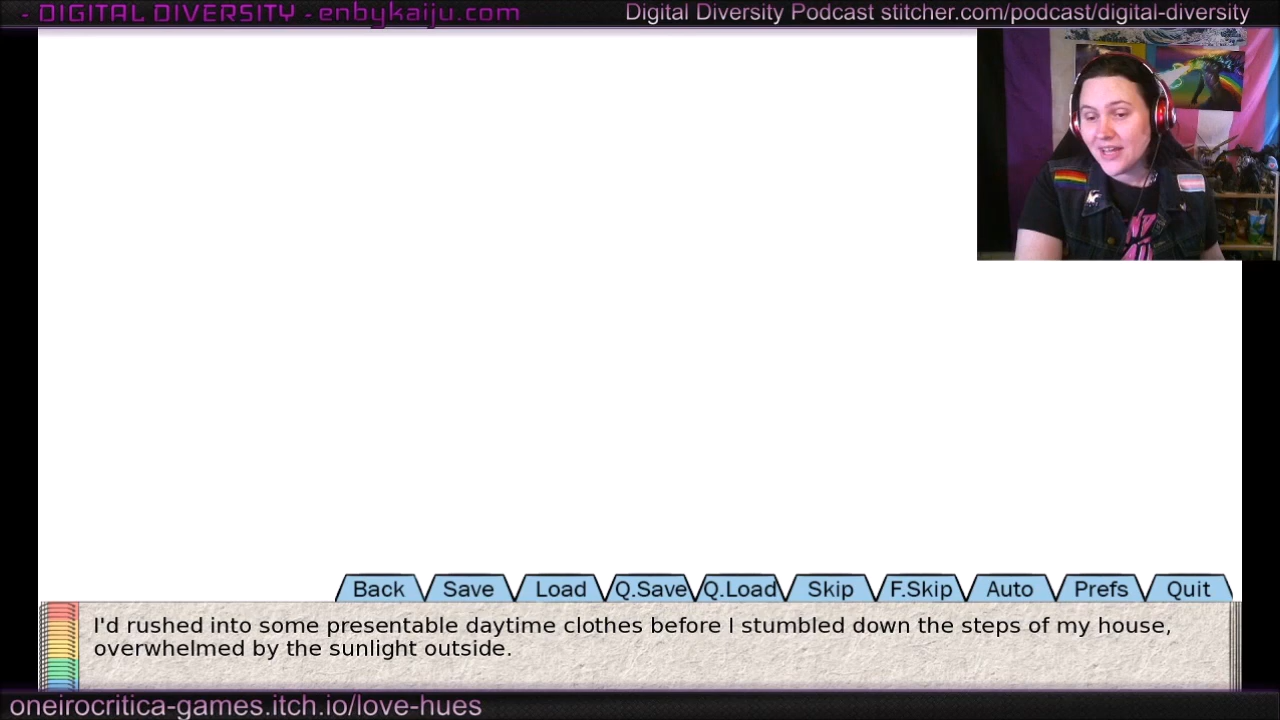 - DIGITAL DIVERSITY - enbykaiju.com
Digital Diversity Podcast stitcher.com/podcast/digital-diversity
Back Save Load Q.Save Q.Load Skip F.Skip Auto Prefs Quit
I'd rushed into some presentable daytime clothes before I stumbled down the steps of my house,
overwhelmed by the sunlight outside.
oneirocritica-games.itch.io/love-hues